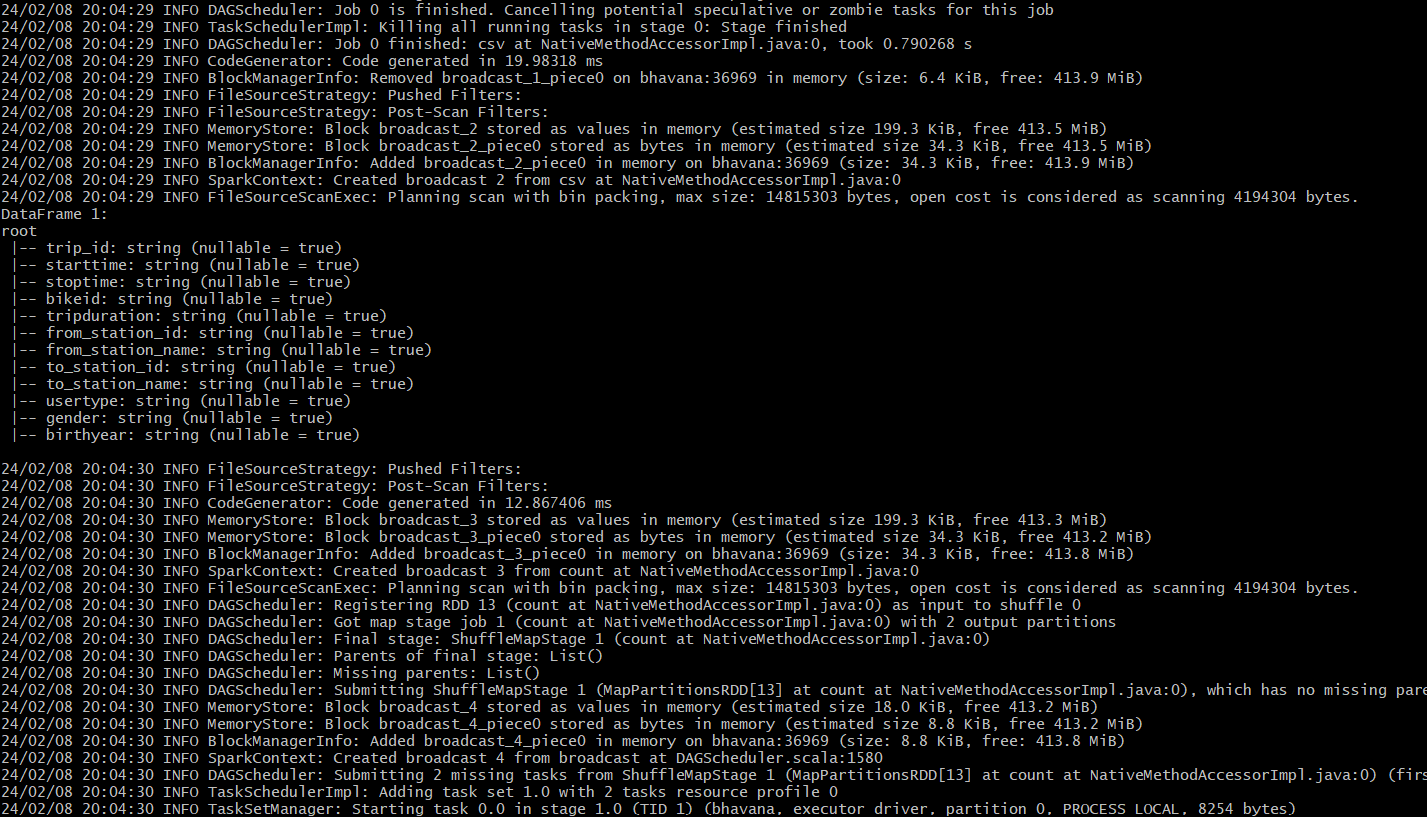 24/02/08 20:04:29 INFO DAGScheduler: Job 0 is finished. Cancelling potential speculative or zombie tasks for this job
24/02/08 20:04:29 INFO TaskSchedulerImpl: Killing all running tasks in stage 0: Stage finished
24/02/08 20:04:29 INFO DAGScheduler: Job 0 finished: csv at NativeMethodAccessorImpl.java:0, took 0.790268 s
24/02/08 20:04:29 INFO CodeGenerator: Code generated in 19.98318 ms
24/02/08 20:04:29 INFO BlockManagerInfo: Removed broadcast_1_piece0 on bhavana:36969 in memory (size: 6.4 KiB, free: 413.9 MiB)
24/02/08 20:04:29 INFO FileSourceStrategy: Pushed Filters:
24/02/08 20:04:29 INFO FileSourceStrategy: Post-Scan Filters:
24/02/08 20:04:29 INFO MemoryStore: Block broadcast_2 stored as values in memory (estimated size 199.3 KiB, free 413.5 MiB)
24/02/08 20:04:29 INFO MemoryStore: Block broadcast_2_piece0 stored as bytes in memory (estimated size 34.3 KiB, free 413.5 MiB)
24/02/08 20:04:29 INFO BlockManagerInfo: Added broadcast_2_piece0 in memory on bhavana:36969 (size: 34.3 KiB, free: 413.9 MiB)
24/02/08 20:04:29 INFO SparkContext: Created broadcast 2 from csv at NativeMethodAccessorImpl.java:0
24/02/08 20:04:29 INFO FileSourceScanExec: Planning scan with bin packing, max size: 14815303 bytes, open cost is considered as scanning 4194304 bytes.
DataFrame 1:
root
 |-- trip_id: string (nullable = true)
 |-- starttime: string (nullable = true)
 |-- stoptime: string (nullable = true)
 |-- bikeid: string (nullable = true)
 |-- tripduration: string (nullable = true)
 |-- from_station_id: string (nullable = true)
 |-- from_station_name: string (nullable = true)
 |-- to_station_id: string (nullable = true)
 |-- to_station_name: string (nullable = true)
 |-- usertype: string (nullable = true)
 |-- gender: string (nullable = true)
 |-- birthyear: string (nullable = true)
24/02/08 20:04:30 INFO FileSourceStrategy: Pushed Filters:
24/02/08 20:04:30 INFO FileSourceStrategy: Post-Scan Filters:
24/02/08 20:04:30 INFO CodeGenerator: Code generated in 12.867406 ms
24/02/08 20:04:30 INFO MemoryStore: Block broadcast_3 stored as values in memory (estimated size 199.3 KiB, free 413.3 MiB)
24/02/08 20:04:30 INFO MemoryStore: Block broadcast_3_piece0 stored as bytes in memory (estimated size 34.3 KiB, free 413.2 MiB)
24/02/08 20:04:30 INFO BlockManagerInfo: Added broadcast_3_piece0 in memory on bhavana:36969 (size: 34.3 KiB, free: 413.8 MiB)
24/02/08 20:04:30 INFO SparkContext: Created broadcast 3 from count at NativeMethodAccessorImpl.java:0
24/02/08 20:04:30 INFO FileSourceScanExec: Planning scan with bin packing, max size: 14815303 bytes, open cost is considered as scanning 4194304 bytes.
24/02/08 20:04:30 INFO DAGScheduler: Registering RDD 13 (count at NativeMethodAccessorImpl.java:0) as input to shuffle 0
24/02/08 20:04:30 INFO DAGScheduler: Got map stage job 1 (count at NativeMethodAccessorImpl.java:0) with 2 output partitions
24/02/08 20:04:30 INFO DAGScheduler: Final stage: ShuffleMapStage 1 (count at NativeMethodAccessorImpl.java:0)
24/02/08 20:04:30 INFO DAGScheduler: Parents of final stage: List()
24/02/08 20:04:30 INFO DAGScheduler: Missing parents: List()
24/02/08 20:04:30 INFO DAGScheduler: Submitting ShuffleMapStage 1 (MapPartitionsRDD[13] at count at NativeMethodAccessorImpl.java:0), which has no missing pare
24/02/08 20:04:30 INFO MemoryStore: Block broadcast_4 stored as values in memory (estimated size 18.0 KiB, free 413.2 MiB)
24/02/08 20:04:30 INFO MemoryStore: Block broadcast_4_piece0 stored as bytes in memory (estimated size 8.8 KiB, free 413.2 MiB)
24/02/08 20:04:30 INFO BlockManagerInfo: Added broadcast_4_piece0 in memory on bhavana:36969 (size: 8.8 KiB, free: 413.8 MiB)
24/02/08 20:04:30 INFO SparkContext: Created broadcast 4 from broadcast at DAGScheduler.scala:1580
24/02/08 20:04:30 INFO DAGScheduler: Submitting 2 missing tasks from ShuffleMapStage 1 (MapPartitionsRDD[13] at count at NativeMethodAccessorImpl.java:0) (firs
24/02/08 20:04:30 INFO TaskSchedulerImpl: Adding task set 1.0 with 2 tasks resource profile 0
24/02/08 20:04:30 INFO TaskSetManager: Starting task 0.0 in stage 1.0 (TID 1) (bhavana, executor driver, partition 0, PROCESS_LOCAL, 8254 bytes)